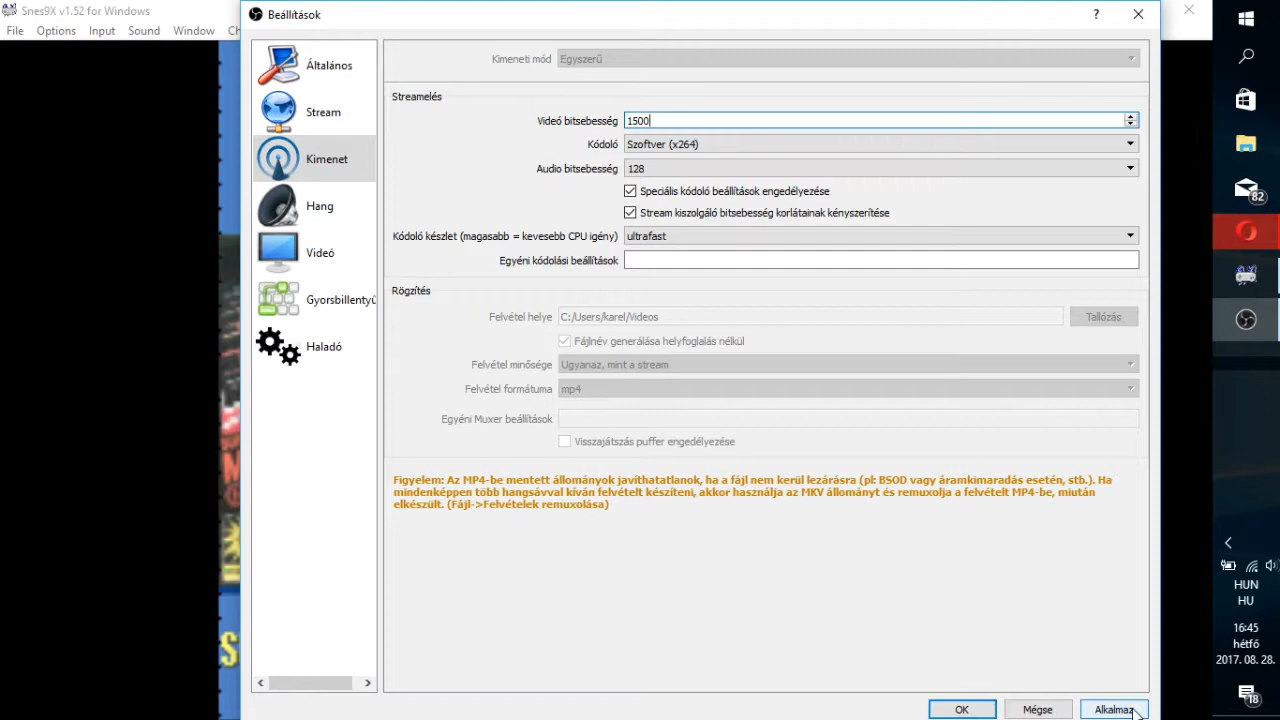 Snes9X v1.52 for Windows
File Options Input Sound Window
Beállítások
?
Általános
Stream
Kimenet
Hang
Videó
Gyorsbillentyű
Haladó
Kimeneti mód Egyszerű
Streamelés
Videó bitsebesség 1500
Kódoló Szoftver (x264)
Audio bitsebesség 128
Speciális kódoló beállítások engedélyezése
Stream kiszolgáló bitsebesség korlátainak kényszerítése
Kódoló készlet (magasabb = kevesebb CPU igény) ultrafast
Egyéni kódolási beállítások
Rögzítés
Felvétel helye C:/Users/karel/Videos Tallózás
Fájlnév generálása helyfoglalás nélkül
Felvétel minősége Ugyanaz, mint a stream
Felvétel formátuma mp4
Egyéni Muxer beállítások
Visszajátszás puffer engedélyezése
Figyelem: Az MP4-be mentett állományok javíthatatlanok, ha a fájl nem kerül lezárásra (pl: BSOD vagy áramkimaradás esetén, stb.). Ha
mindenképpen több hangsávval kíván felvételt készíteni, akkor használja az MKV állományt és remuxolja a felvételt MP4-be, miután
elkészült. (Fájl->Felvételek remuxolása)
OK Mégse Alkalmaz
82
HUN
HU
16:45
hétfő
2017. 08. 28.
18